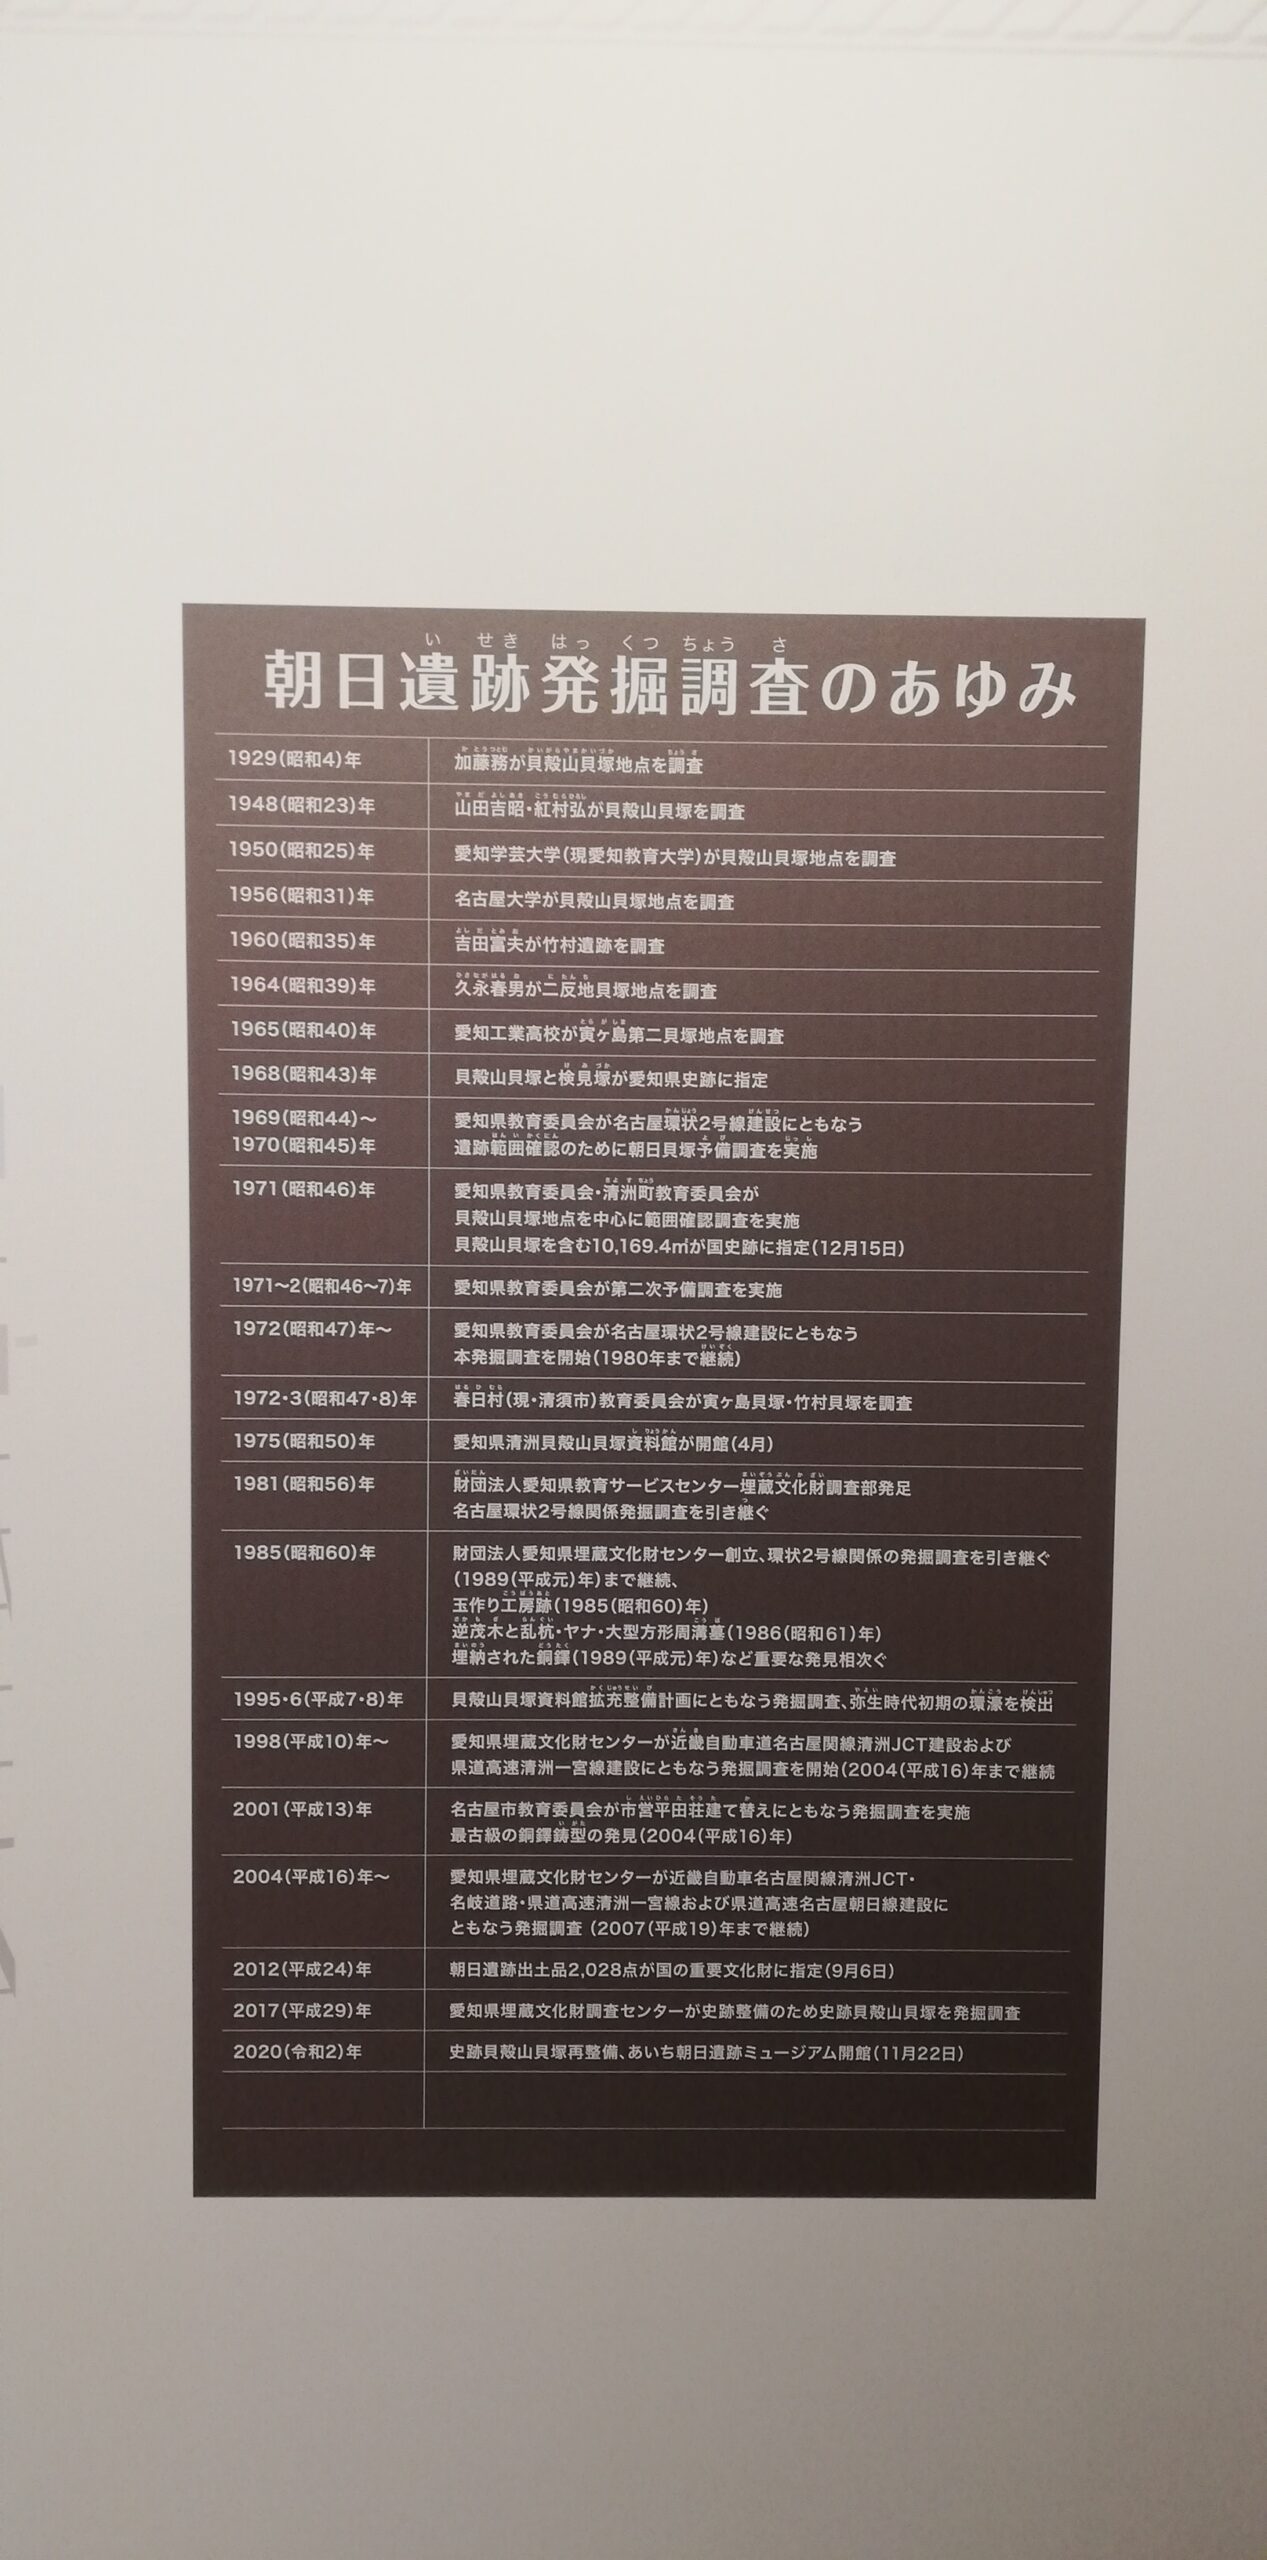 朝日遺跡発掘調査のあゆみ
1929(昭和4)年 加藤務が貝殻山貝塚地点を調査
1948(昭和23)年 山田吉昭・紅村弘が貝殻山貝塚を調査
1950(昭和25)年 愛知学芸大学(現愛知教育大学)が貝殻山貝塚地点を調査
1956(昭和31)年 名古屋大学が貝殻山貝塚地点を調査
1960(昭和35)年 吉田富夫が竹村遺跡を調査
1964(昭和39)年 久永春男が二反地貝塚地点を調査
1965(昭和40)年 愛知工業高校が寅ヶ島第二貝塚地点を調査
1968(昭和43)年 貝殻山貝塚と検見塚が愛知県史跡に指定
1969(昭和44)〜 愛知県教育委員会が名古屋環状2号線建設にともなう
1970(昭和45)年 遺跡範囲確認のために朝日貝塚予備調査を実施
1971(昭和46)年 愛知県教育委員会・清洲町教育委員会が
貝殻山貝塚地点を中心に範囲確認調査を実施
貝殻山貝塚を含む10,169.4㎡が国史跡に指定(12月15日)
1971〜2(昭和46〜7)年 愛知県教育委員会が第二次予備調査を実施
1972(昭和47)年〜 愛知県教育委員会が名古屋環状2号線建設にともなう
本発掘調査を開始(1980年まで継続)
1972・3(昭和47・8)年 春日村(現・清須市)教育委員会が寅ヶ島貝塚・竹村貝塚を調査
1975(昭和50)年 愛知県清洲貝殻山貝塚資料館が開館(4月)
1981(昭和56)年 財団法人愛知県教育サービスセンター埋蔵文化財調査部発足
名古屋環状2号線関係発掘調査を引き継ぐ
1985(昭和60)年 財団法人愛知県埋蔵文化財センター創立、環状2号線関係の発掘調査を引き継ぐ
(1989(平成元)年)まで継続、
玉作り工房跡(1985(昭和60)年)
逆茂木と乱杭・ヤナ・大型方形周溝墓(1986(昭和61)年)
埋納された銅鐸(1989(平成元)年)など重要な発見相次ぐ
1995・6(平成7・8)年 貝殻山貝塚資料館拡充整備計画にともなう発掘調査、弥生時代初期の環濠を検出
1998(平成10)年〜 愛知県埋蔵文化財センターが近畿自動車道名古屋関線清洲JCT建設および
県道高速清洲一宮線建設にともなう発掘調査を開始(2004(平成16)年まで継続
2001(平成13)年 名古屋市教育委員会が市営平田荘建て替えにともなう発掘調査を実施
最古級の銅鐸鋳型の発見(2004(平成16)年)
2004(平成16)年〜 愛知県埋蔵文化財センターが近畿自動車名古屋関線清洲JCT・
名岐道路・県道高速清洲一宮線および県道高速名古屋朝日線建設に
ともなう発掘調査 (2007(平成19)年まで継続)
2012(平成24)年 朝日遺跡出土品2,028点が国の重要文化財に指定(9月6日)
2017(平成29)年 愛知県埋蔵文化財調査センターが史跡整備のため史跡貝殻山貝塚を発掘調査
2020(令和2)年 史跡貝殻山貝塚再整備、あいち朝日遺跡ミュージアム開館(11月22日)